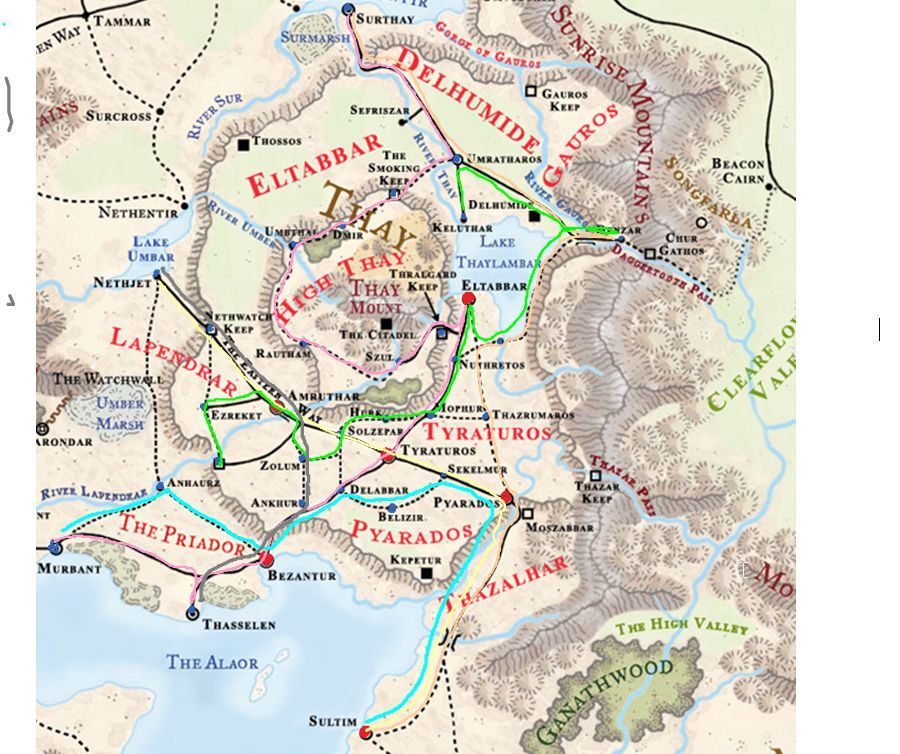 TAMMAR
SURTHAY
SURMARSH
EN WAY
GORGE OF GAUROS
SUNRISE MOUNTAINS
DELHUMIDE
GAUROS
KEEP
SURCROSS
RIVER SUR
SEFRISZAR
GAUROS
THOSSOS
AINS
ELTABBAR
THE
SMOKING
KEEP
RIVER THAY
UMRATHAROS
RIVER GAUROS
SONGFARLA
BEACON
CAIRN
THAY
DELHUMIDE
NETHENTIR
RIVER UMBER
UMBTHAL
DMIR
KELUTHAR
LAKE
UMBAR
LAKE
THAYLAMBAR
CHUR
GATHOS
DAGGERTOOTH PASS
NETHJET
HIGH THAY
THAY
MOUNT
THRALGARD
KEEP
ELTABBAR
NETHWATCH
KEEP
THE CITADEL
LAPENDRAR
THE EASTERN WAY
RAUTHAM
SZUL
NUTHRETOS
CLEARFLOW
VALE
THE WATCHWALL
AMRUTHAR
UMBER
MARSH
EZREKET
HURK
MOPHUR
THAZRUMAROS
ARONDAR
SOLZEPAR
TYRATUROS
ZOLUM
TYRATUROS
SEKELMUR
THAZAR PASS
ANHAURZ
THAZAR
KEEP
RIVER LAPENDRAR
DELABBAR
ANKHUR
PYARADOS
NT
BELIZIR
MOSZABBAR
THE PRIADOR
PYARADOS
MURBANT
KEPETUR
BEZANTUR
THAZALHAR
MO
THASSELEN
THE HIGH VALLEY
THE ALAOR
GANATHWOOD
SULTIM